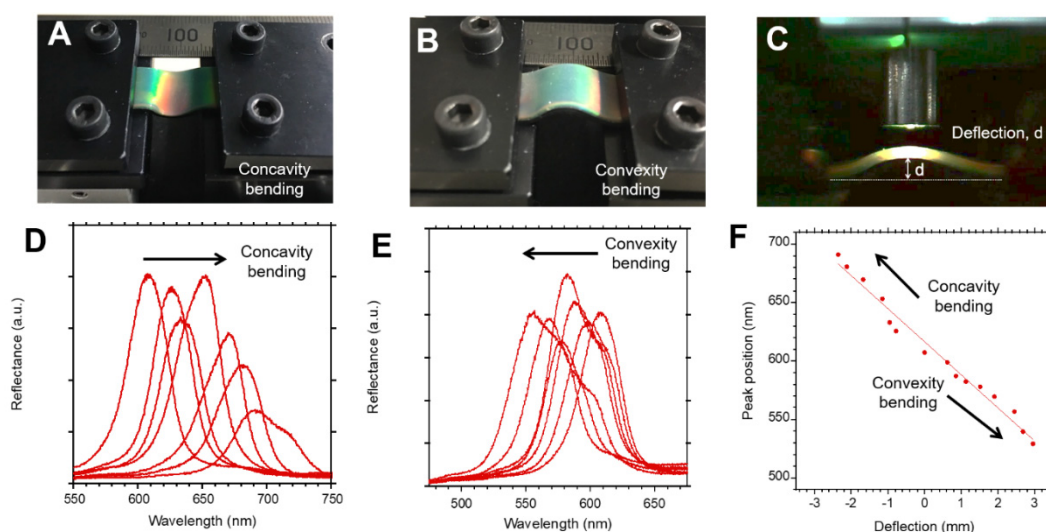 A
100
Concavity
bending
B
100
Convexity
bending
C
Deflection, d
d
D
Concavity
bending
Reflectance (a.u.)
550
600
650
700
750
Wavelength (nm)
E
Convexity
bending
Reflectance (a.u.)
500
550
600
650
Wavelength (nm)
F
700
650
600
550
500
Peak position (nm)
Concavity
bending
Convexity
bending
-3
-2
-1
0
1
2
3
Deflection (mm)